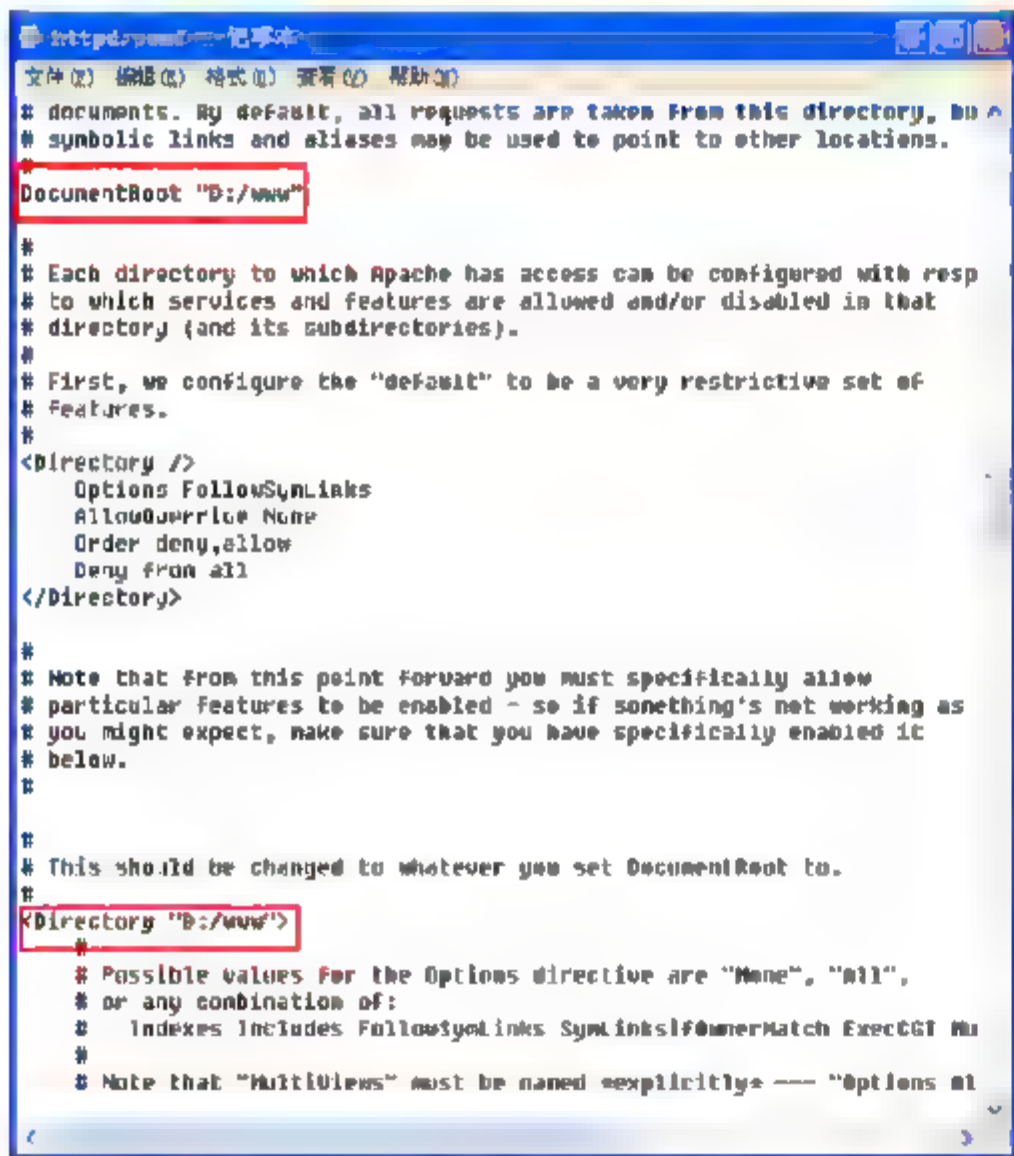 httpd.conf - 记事本
文件(F) 编辑(E) 格式(O) 查看(V) 帮助(H)
# documents. By default, all requests are taken from this directory, bu
# symbolic links and aliases may be used to point to other locations.
#
DocumentRoot "D:/www"
#
# Each directory to which Apache has access can be configured with resp
# to which services and features are allowed and/or disabled in that
# directory (and its subdirectories).
#
# First, we configure the "default" to be a very restrictive set of
# features.
#
<Directory />
Options FollowSymLinks
AllowOverride None
Order deny,allow
Deny from all
</Directory>
#
# Note that from this point forward you must specifically allow
# particular features to be enabled - so if something's not working as
# you might expect, make sure that you have specifically enabled it
# below.
#
#
# This should be changed to whatever you set DocumentRoot to.
#
<Directory "D:/www">
#
# Possible values for the Options directive are "None", "All",
# or any combination of:
# Indexes Includes FollowSymLinks SymLinksifOwnerMatch ExecCGI Mu
#
# Note that "MultiViews" must be named *explicitly* --- "Options Al